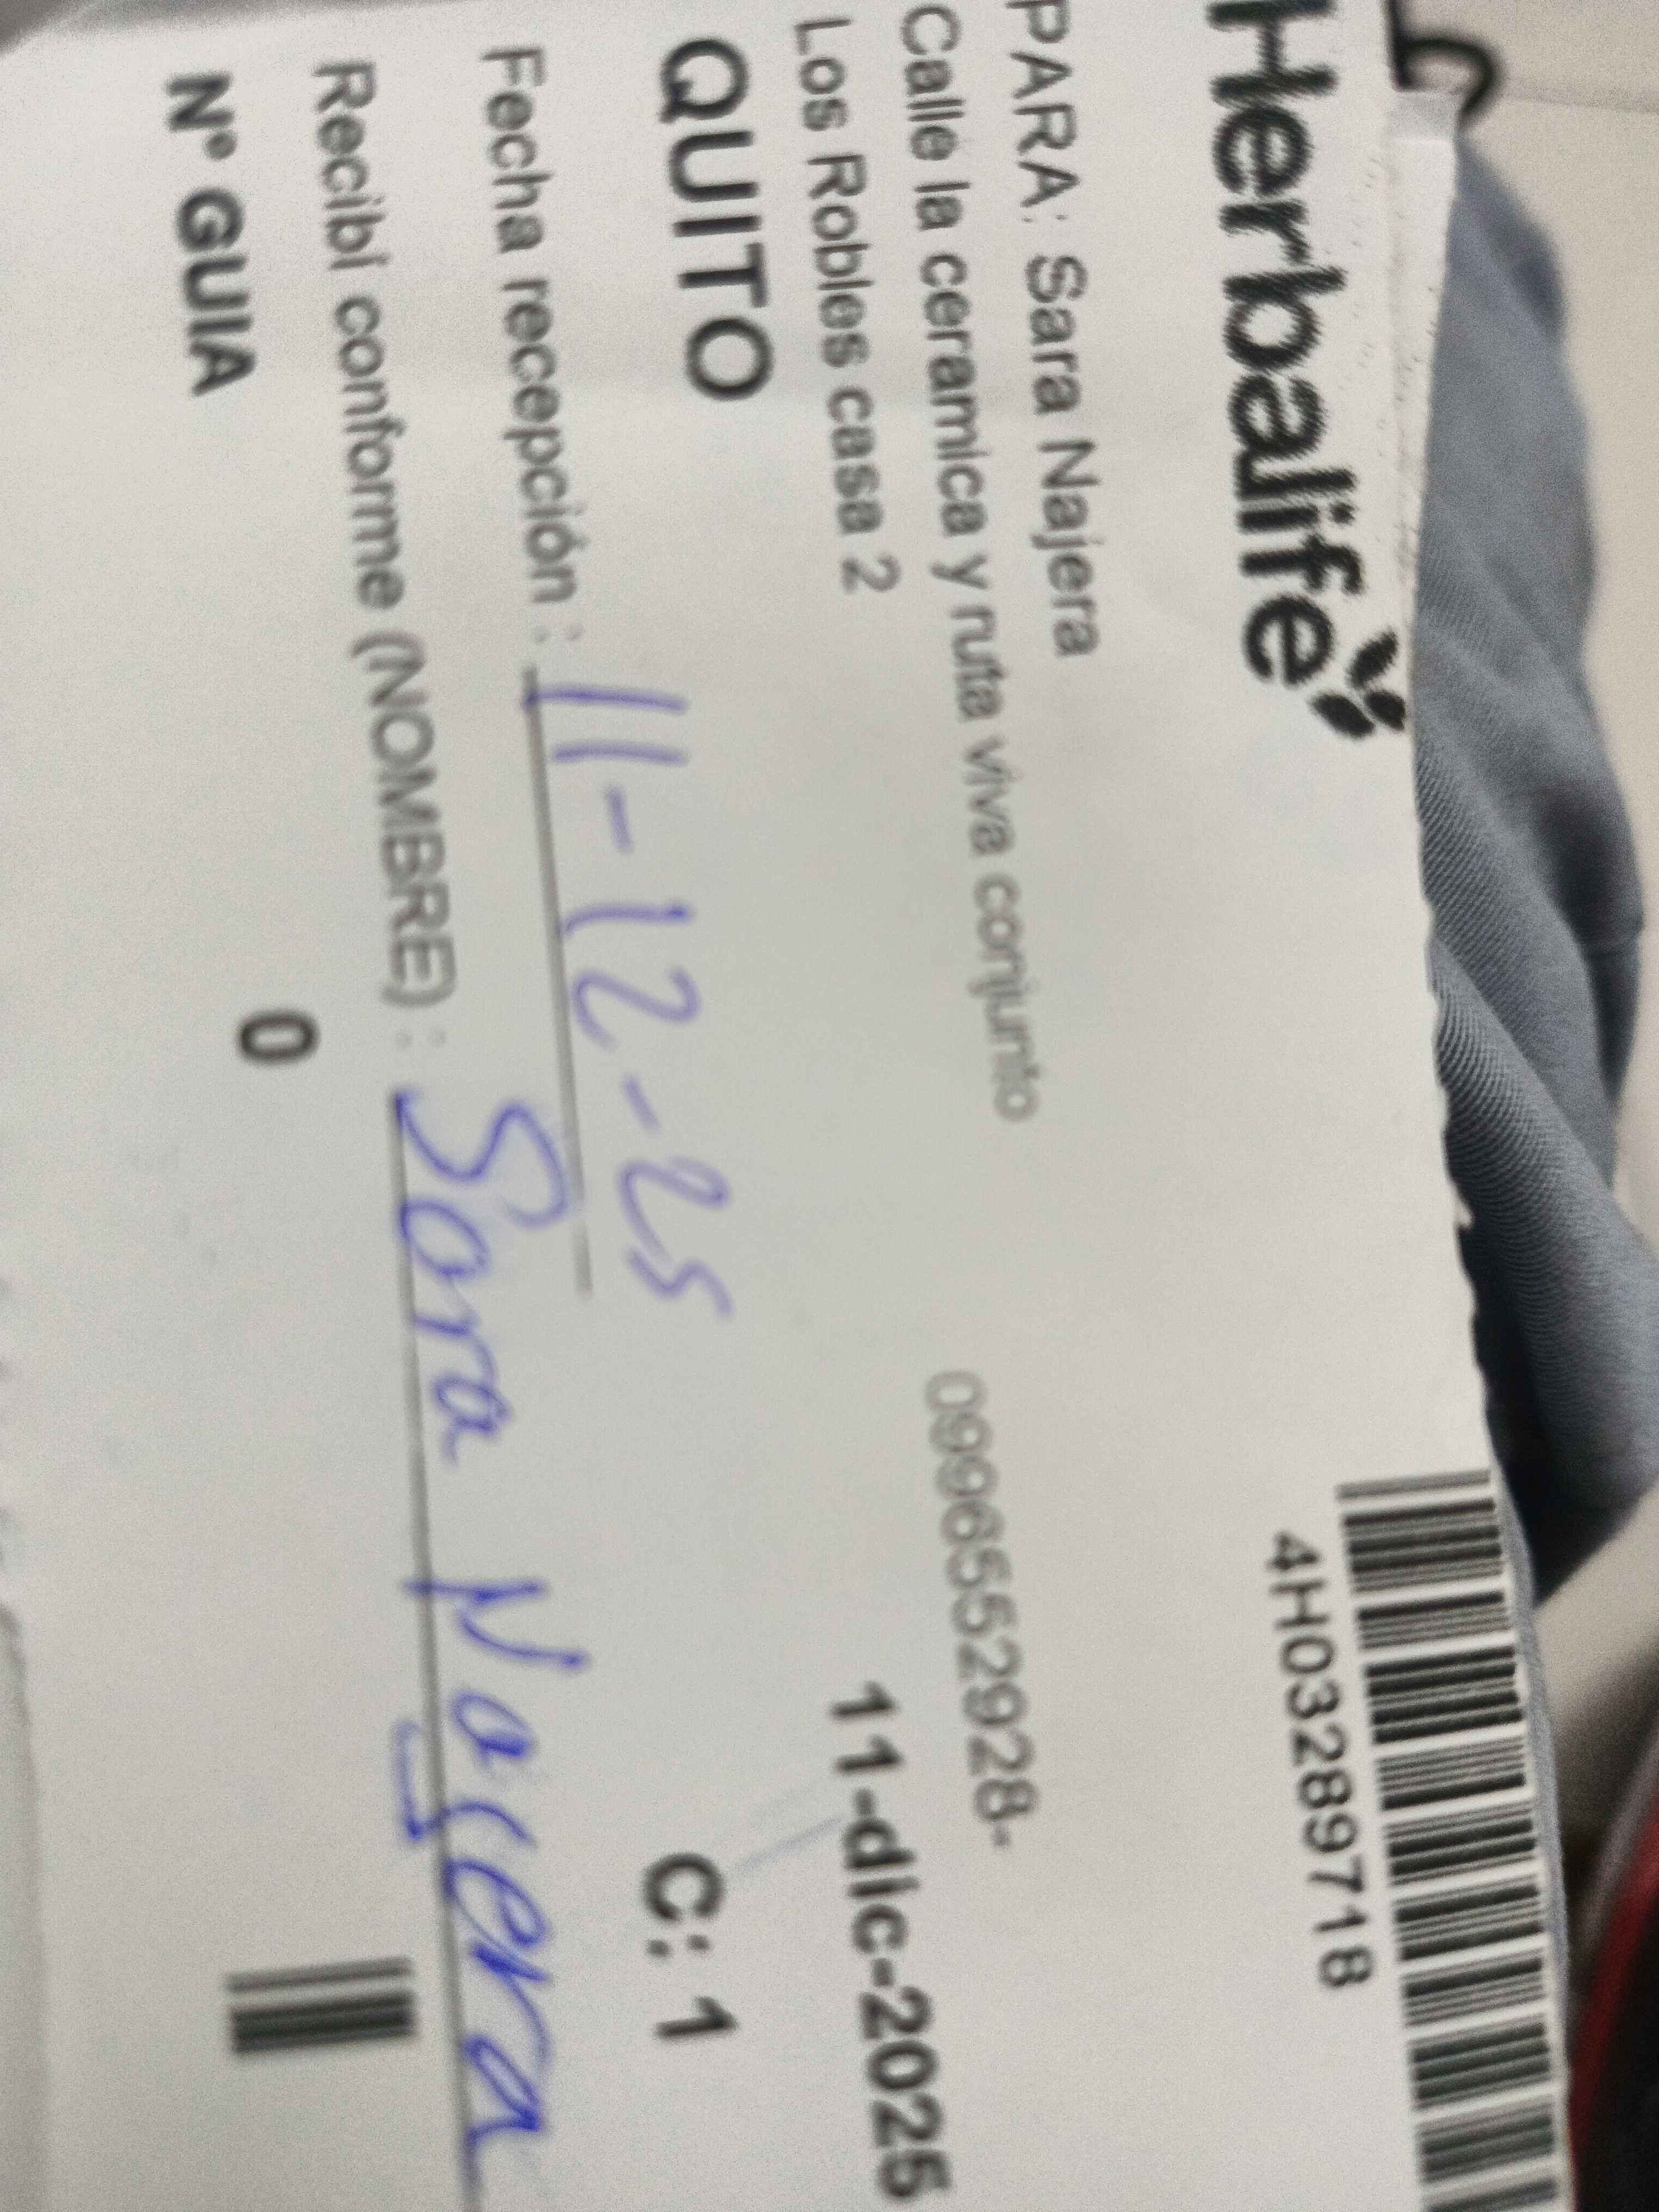 Herbalife
4H03289718
PARA: Sara Najera
Calle la ceramica y ruta viva conjunto
0996552928-
Los Robles casa 2
11-dic-2025
QUITO
C: 1
Fecha recepción : 11-12-25
Recibí conforme (NOMBRE) : Sara Najera
N° GUIA
0